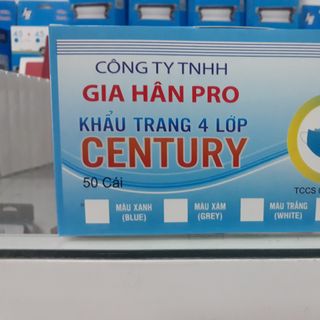 CÔNG TY TNHH
GIA HÂN PRO
KHẨU TRANG 4 LỚP
CENTURY
50 Cái
MÀU XANH
(BLUE)
MÀU XÁM
(GREY)
MÀU TRẮNG
(WHITE)
TCCS